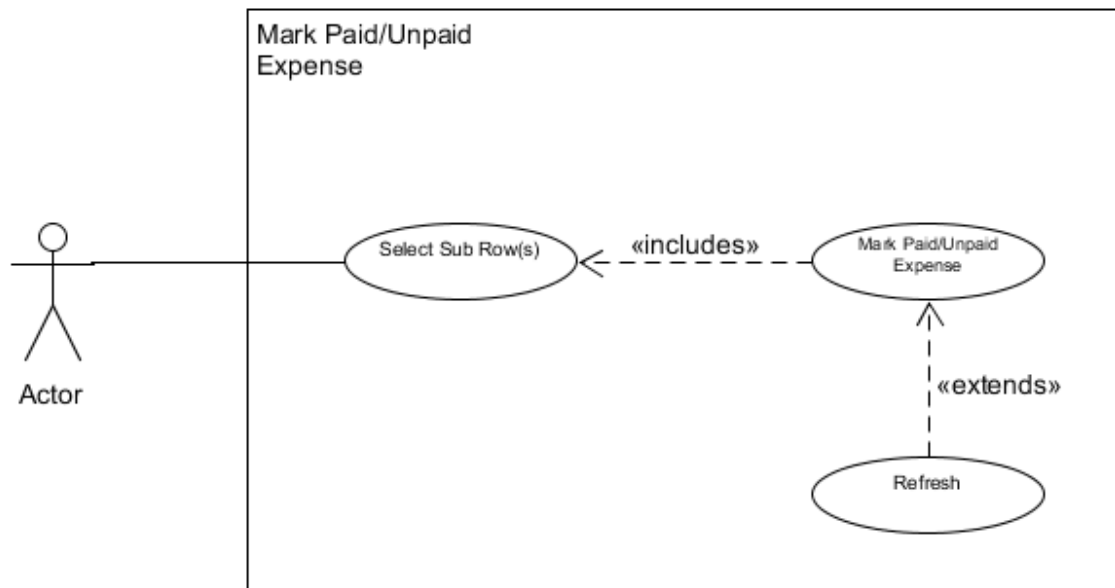 Mark Paid/Unpaid
Expense
Select Sub Row(s)
«includes»
Mark Paid/Unpaid
Expense
Actor
«extends»
Refresh